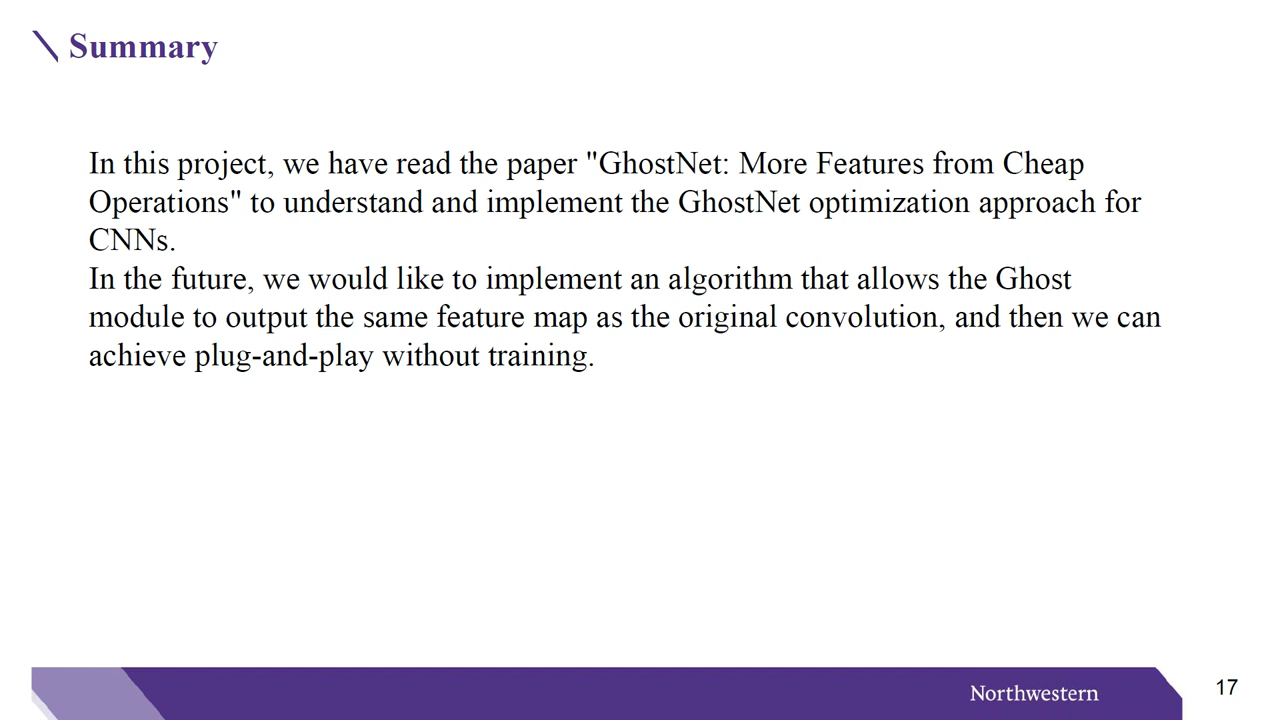 Summary
In this project, we have read the paper "GhostNet: More Features from Cheap
Operations" to understand and implement the GhostNet optimization approach for
CNNs.
In the future, we would like to implement an algorithm that allows the Ghost
module to output the same feature map as the original convolution, and then we can
achieve plug-and-play without training.
Northwestern
17